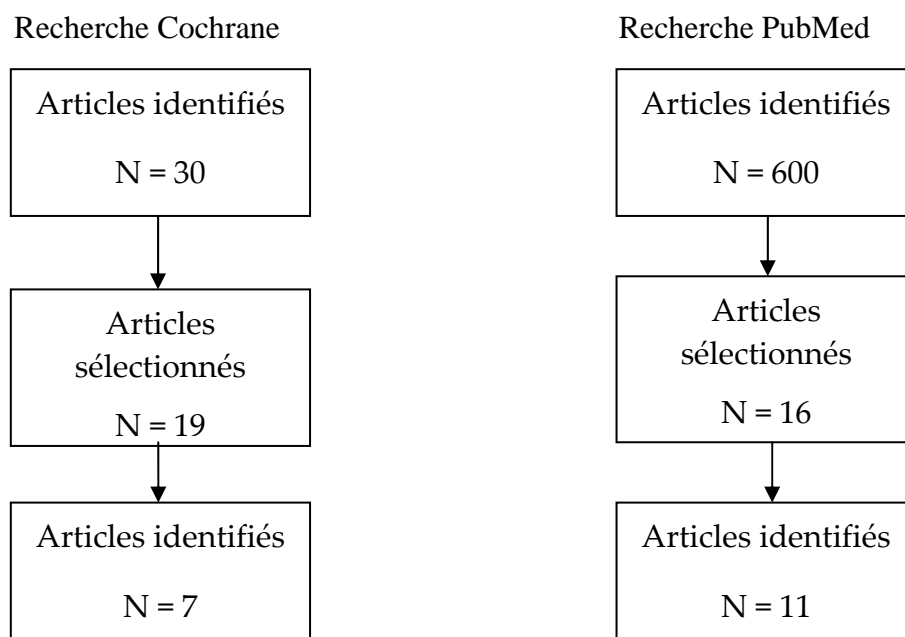 Recherche Cochrane
Articles identifiés
N = 30
Articles
sélectionnés
N = 19
Articles identifiés
N = 7
Recherche PubMed
Articles identifiés
N = 600
Articles
sélectionnés
N = 16
Articles identifiés
N = 11